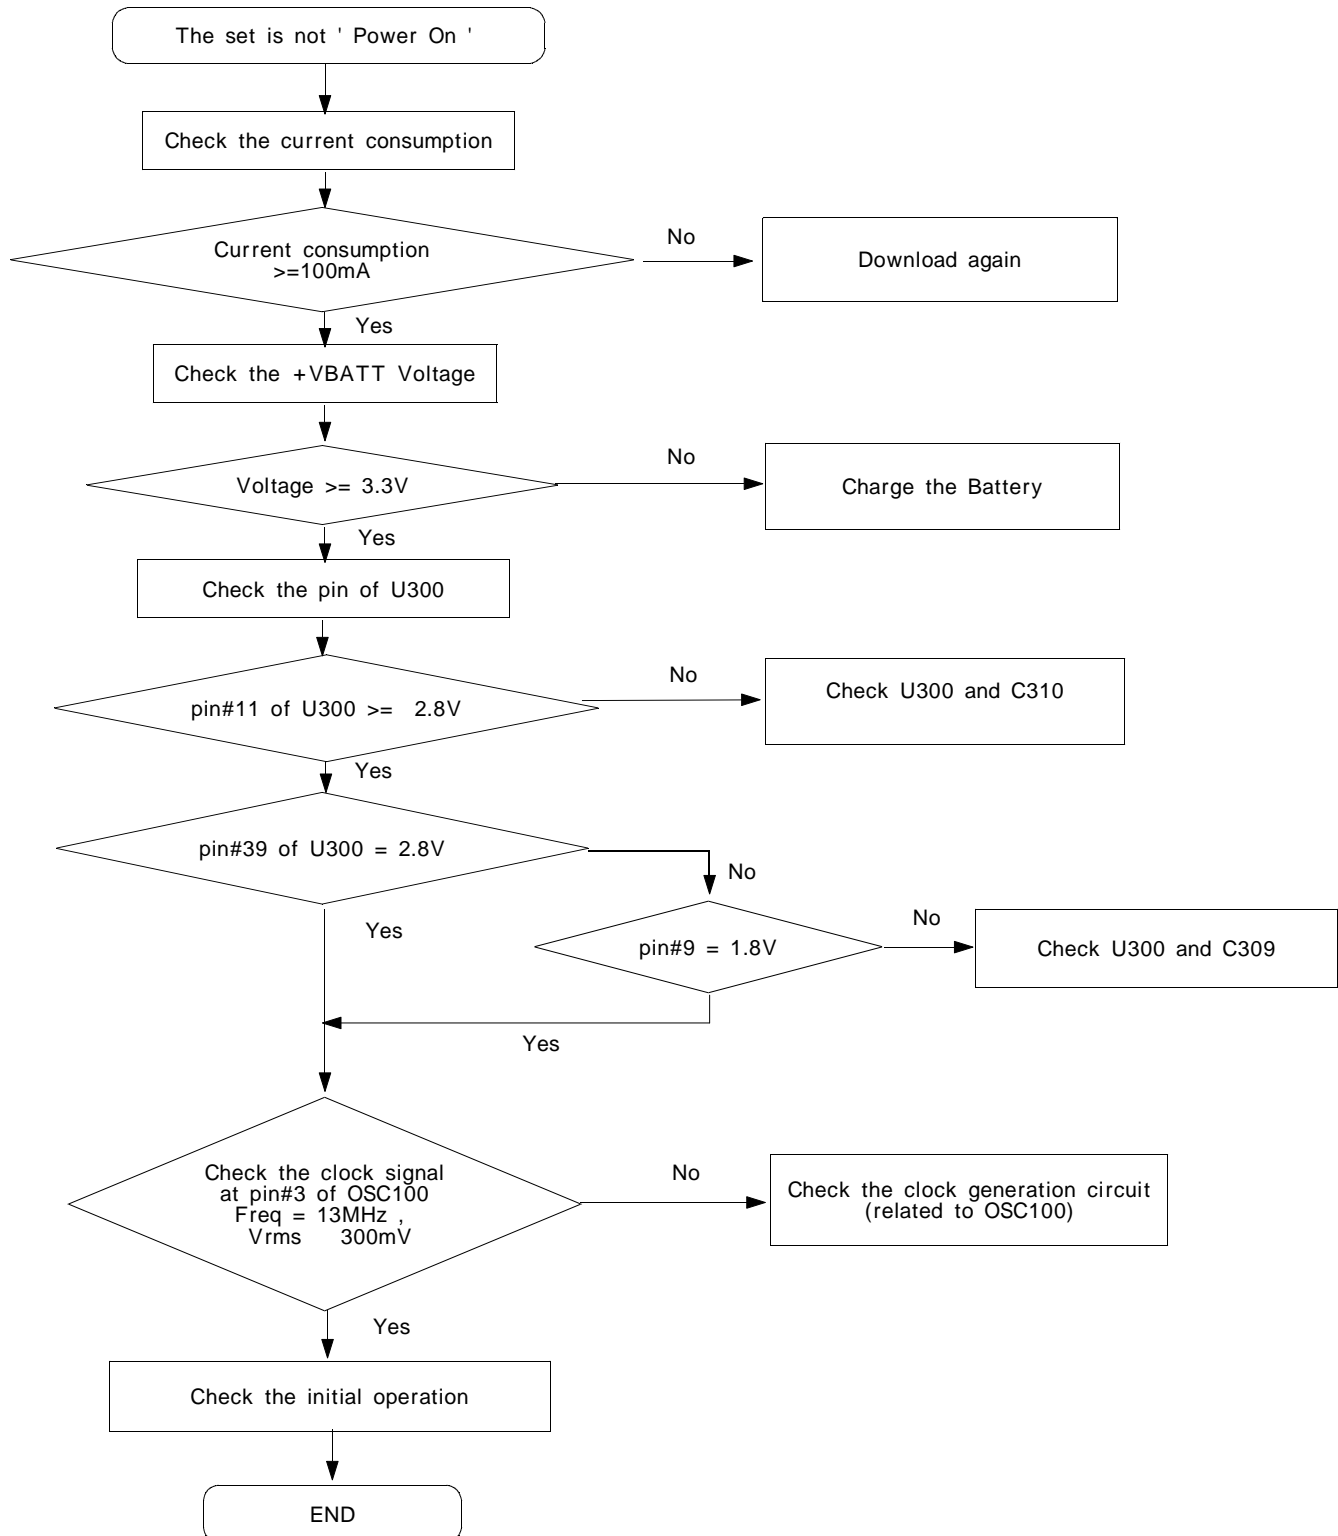 The set is not ' Power On '
Check the current consumption
Current consumption
>=100mA
No
Download again
Yes
Check the +VBATT Voltage
Voltage >= 3.3V
No
Charge the Battery
Yes
Check the pin of U300
pin#11 of U300 >= 2.8V
No
Check U300 and C310
Yes
pin#39 of U300 = 2.8V
No
Yes
pin#9 = 1.8V
No
Check U300 and C309
Yes
Check the clock signal
at pin#3 of OSC100
Freq = 13MHz ,
Vrms 300mV
No
Check the clock generation circuit
(related to OSC100)
Yes
Check the initial operation
END